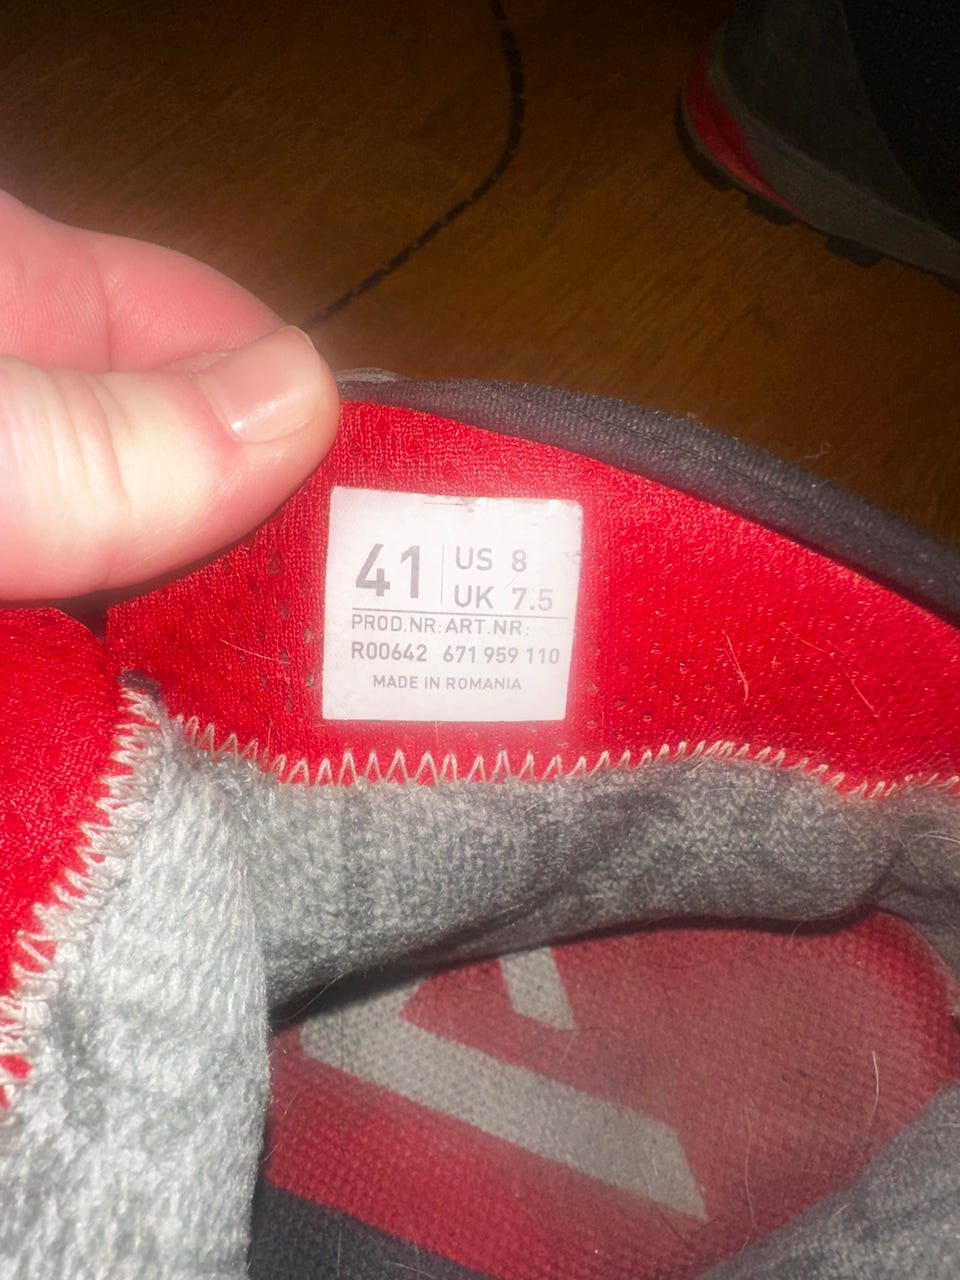 41
US 8
UK 7.5
PROD.NR: ART.NR:
R00642 671 959 110
MADE IN ROMANIA